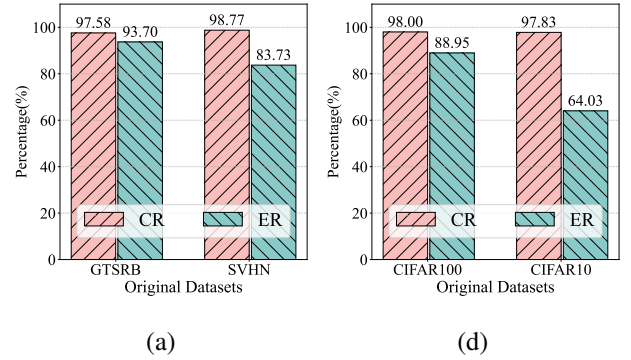 97.58 93.70 98.77 83.73
Percentage(%)
100
80
60
40
20
0
CR ER
GTSRB SVHN
Original Datasets
(a)
98.00 88.95 97.83 64.03
Percentage(%)
100
80
60
40
20
0
CR ER
CIFAR100 CIFAR10
Original Datasets
(d)